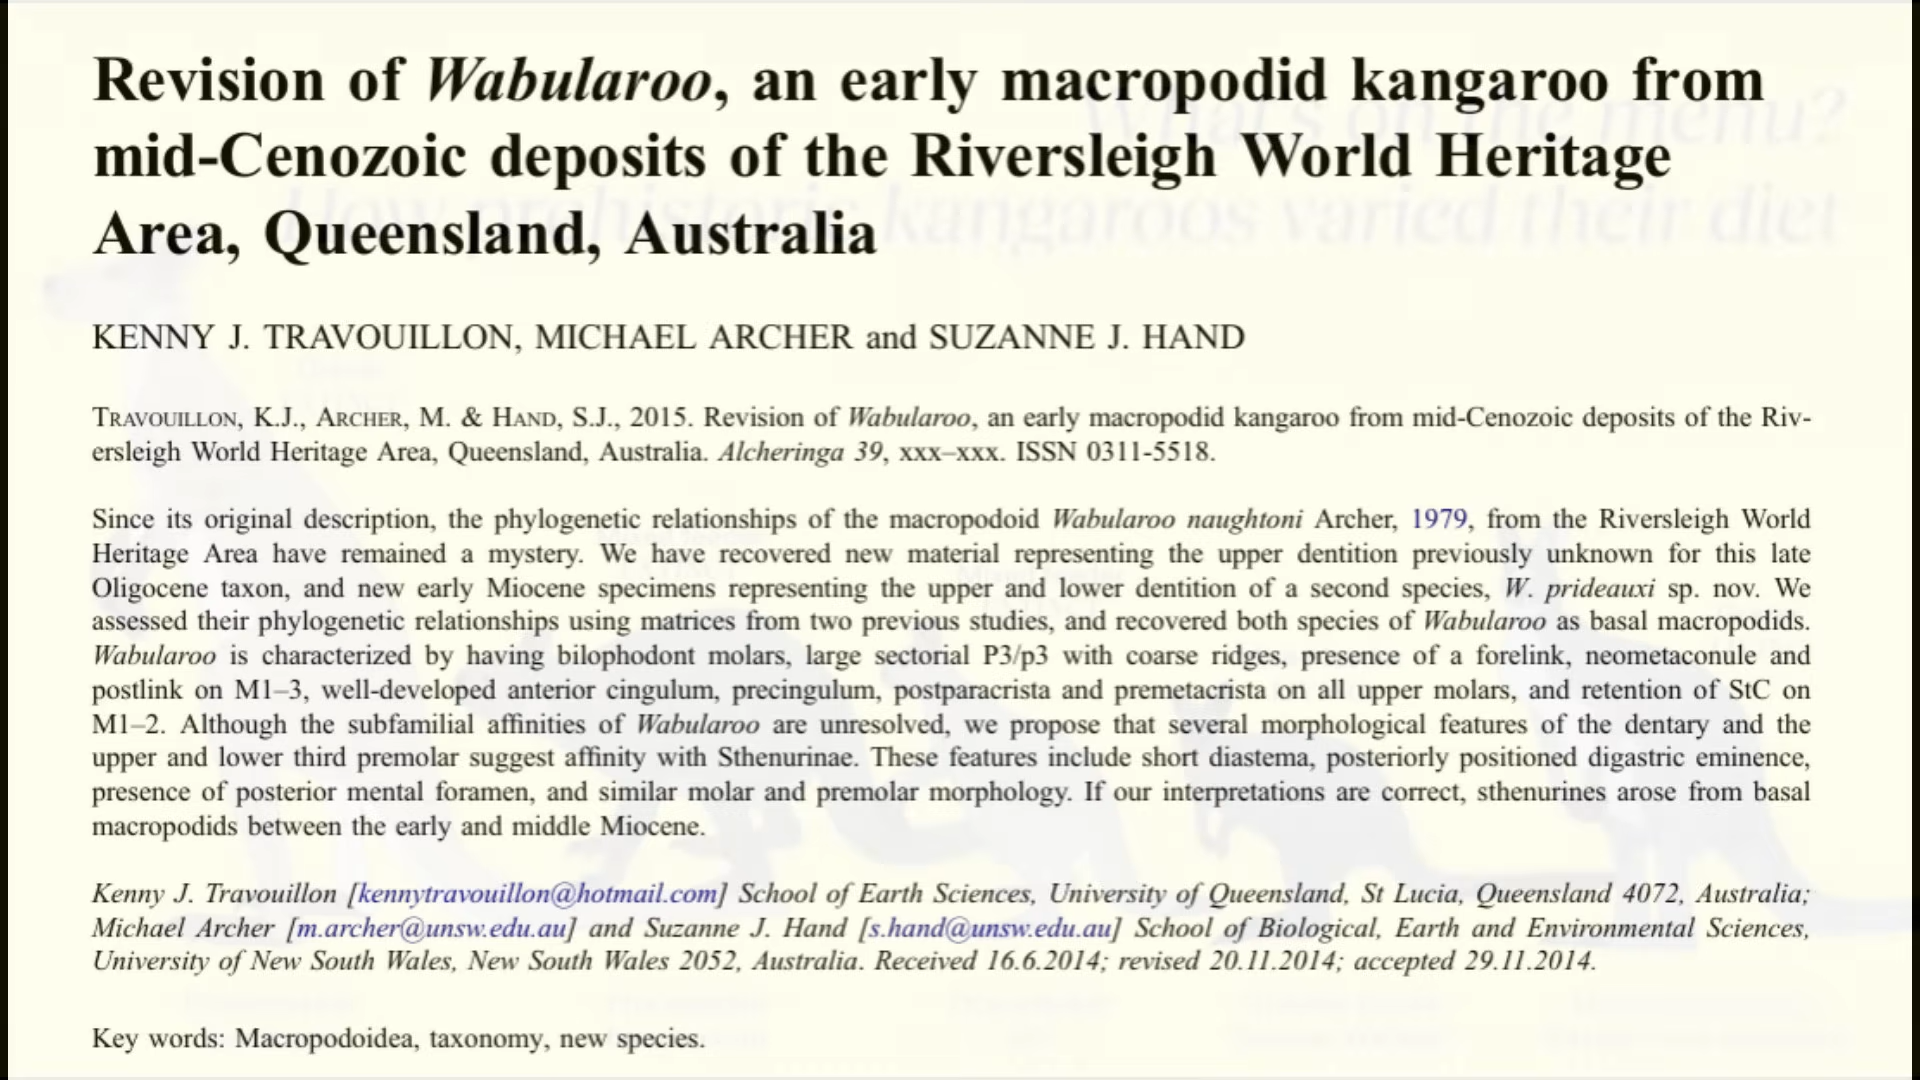 Revision of Wabularoo, an early macropodid kangaroo from
mid-Cenozoic deposits of the Riversleigh World Heritage
Area, Queensland, Australia
What's on the menu?
How prehistoric kangaroos varied their diet
KENNY J. TRAVOUILLON, MICHAEL ARCHER and SUZANNE J. HAND
TRAVOUILLON, K.J., ARCHER, M. & HAND, S.J., 2015. Revision of Wabularoo, an early macropodid kangaroo from mid-Cenozoic deposits of the Riv-
ersleigh World Heritage Area, Queensland, Australia. Alcheringa 39, xxx–xxx. ISSN 0311-5518.
Since its original description, the phylogenetic relationships of the macropodoid Wabularoo naughtoni Archer, 1979, from the Riversleigh World
Heritage Area have remained a mystery. We have recovered new material representing the upper dentition previously unknown for this late
Oligocene taxon, and new early Miocene specimens representing the upper and lower dentition of a second species, W. prideauxi sp. nov. We
assessed their phylogenetic relationships using matrices from two previous studies, and recovered both species of Wabularoo as basal macropodids.
Wabularoo is characterized by having bilophodont molars, large sectorial P3/p3 with coarse ridges, presence of a forelink, neometaconule and
postlink on M1–3, well-developed anterior cingulum, precingulum, postparacrista and premetacrista on all upper molars, and retention of StC on
M1–2. Although the subfamilial affinities of Wabularoo are unresolved, we propose that several morphological features of the dentary and the
upper and lower third premolar suggest affinity with Sthenurinae. These features include short diastema, posteriorly positioned digastric eminence,
presence of posterior mental foramen, and similar molar and premolar morphology. If our interpretations are correct, sthenurines arose from basal
macropodids between the early and middle Miocene.
Kenny J. Travouillon [kennytravouillon@hotmail.com] School of Earth Sciences, University of Queensland, St Lucia, Queensland 4072, Australia;
Michael Archer [m.archer@unsw.edu.au] and Suzanne J. Hand [s.hand@unsw.edu.au] School of Biological, Earth and Environmental Sciences,
University of New South Wales, New South Wales 2052, Australia. Received 16.6.2014; revised 20.11.2014; accepted 29.11.2014.
Key words: Macropodoidea, taxonomy, new species.